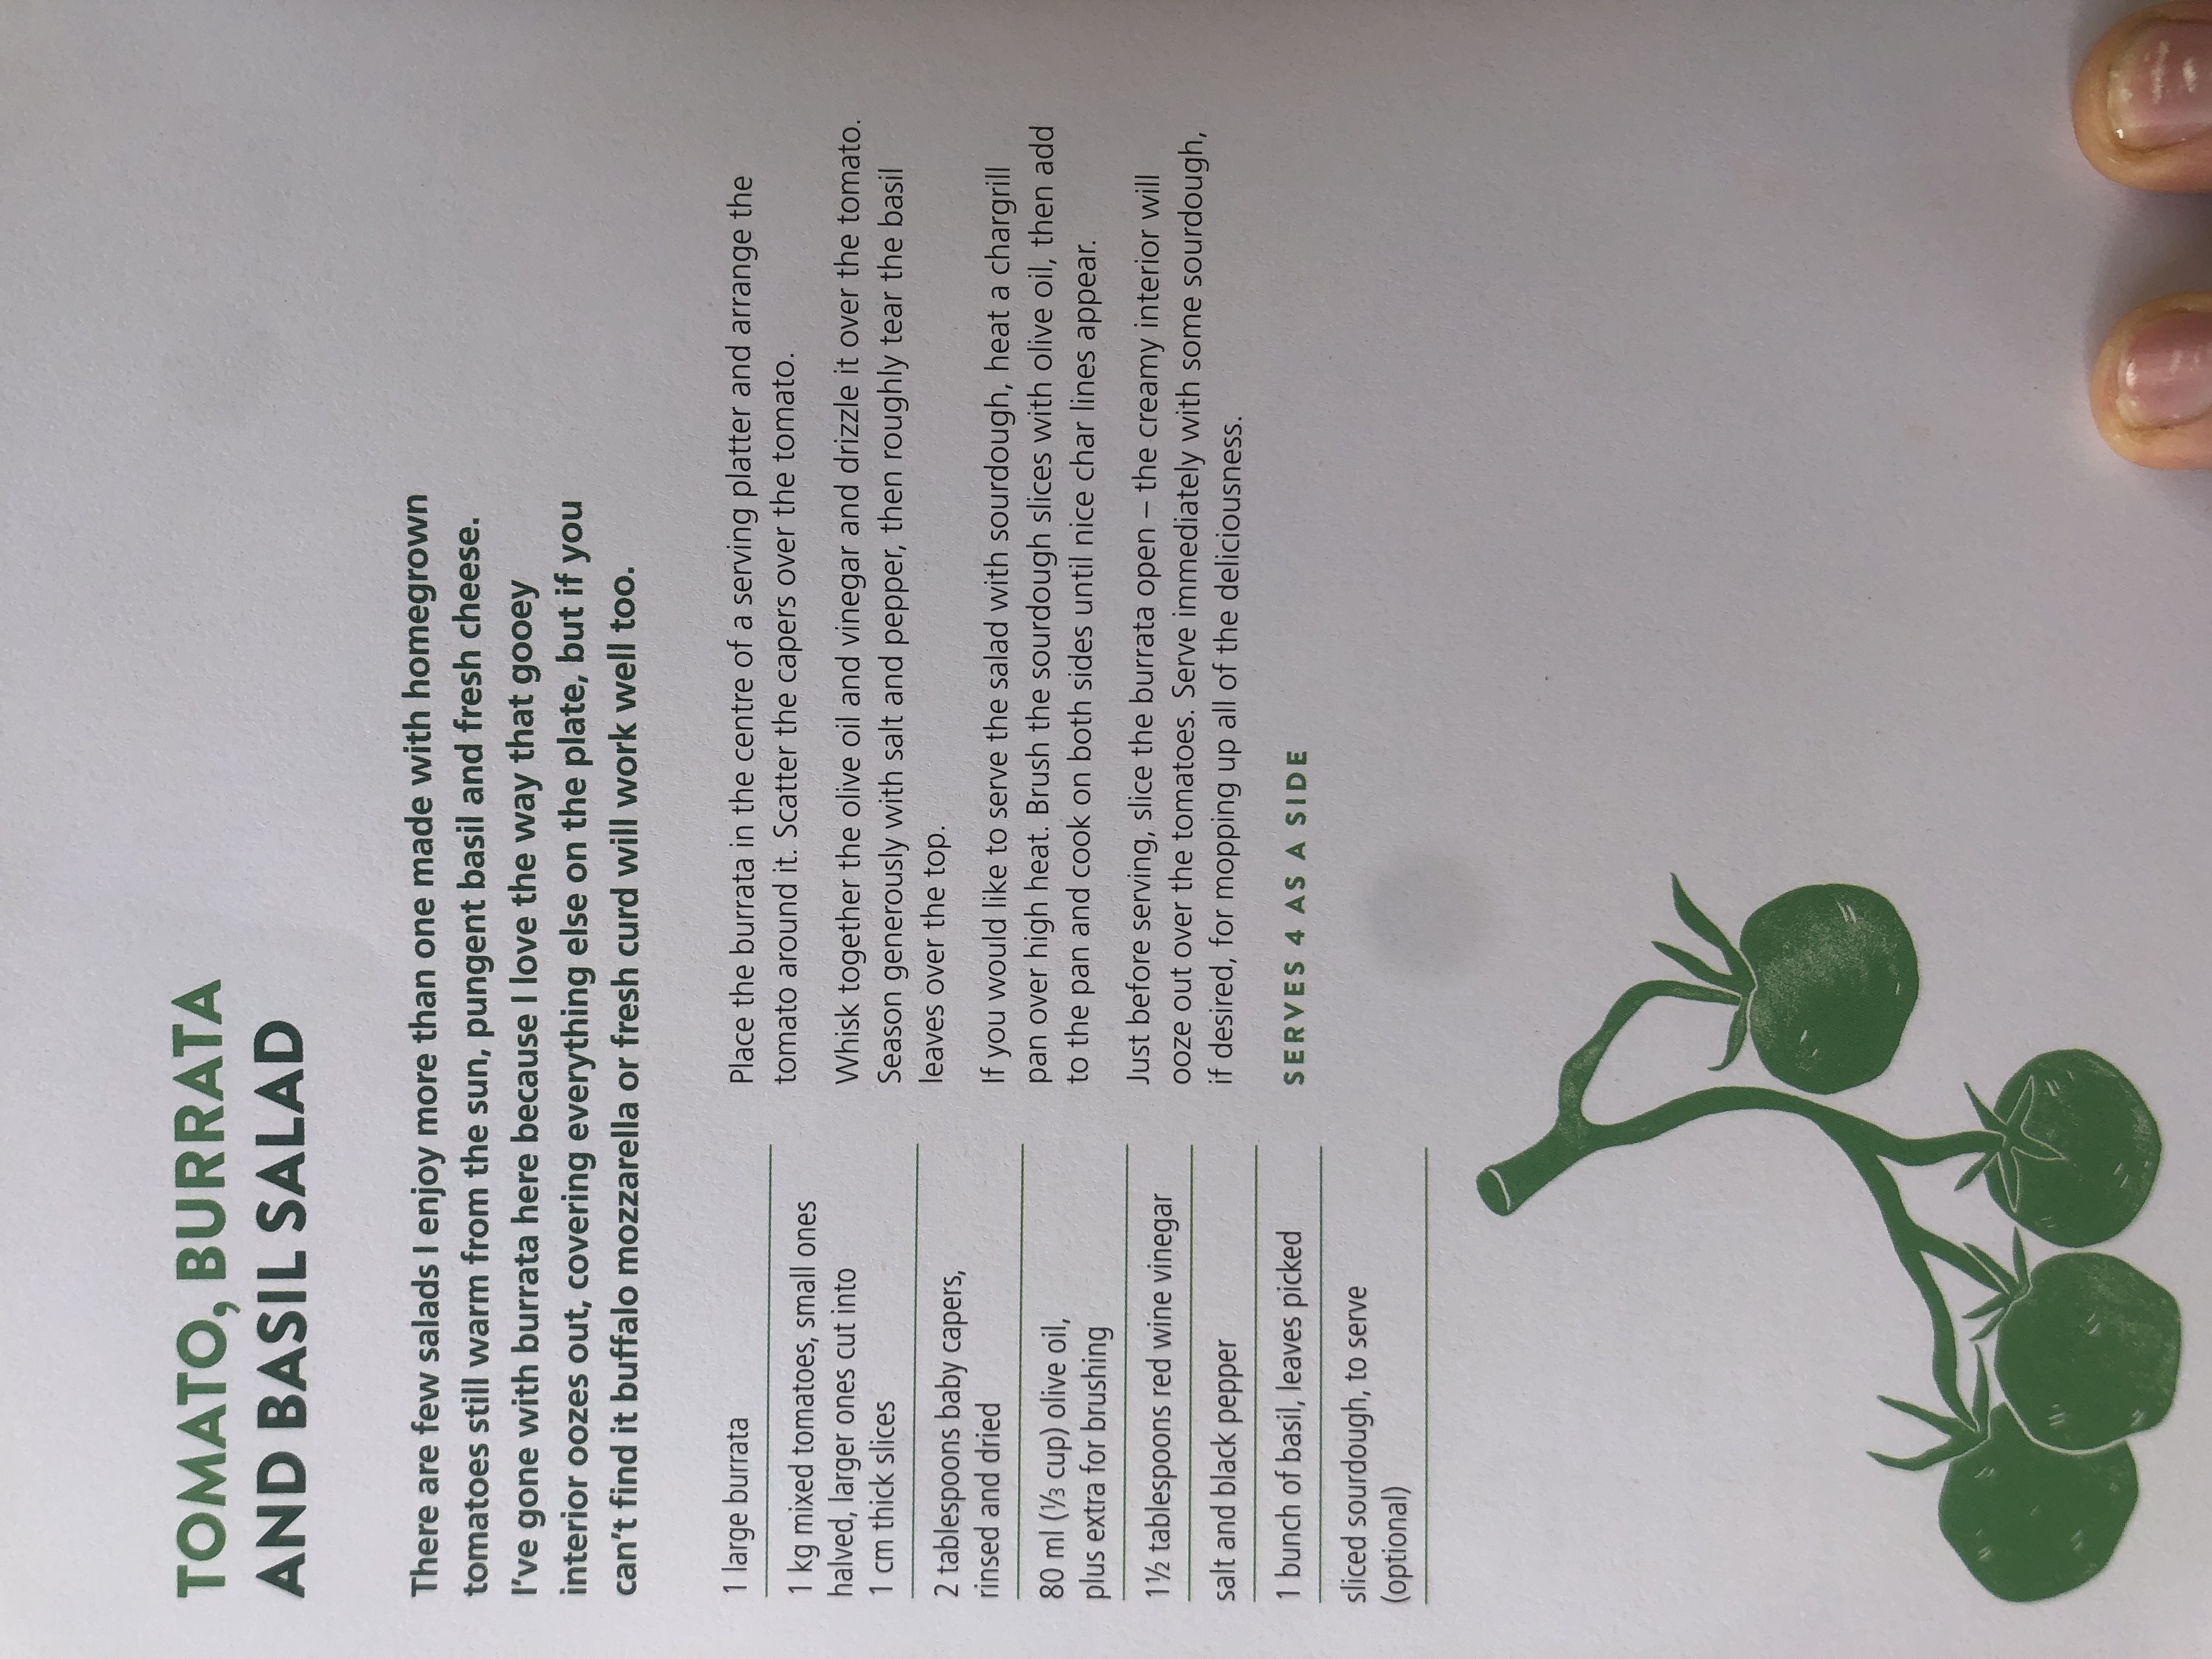 TOMATO, BURRATA
AND BASIL SALAD
There are few salads I enjoy more than one made with homegrown
tomatoes still warm from the sun, pungent basil and fresh cheese.
I've gone with burrata here because I love the way that gooey
interior oozes out, covering everything else on the plate, but if you
can't find it buffalo mozzarella or fresh curd will work well too.
1 large burrata
1 kg mixed tomatoes, small ones
halved, larger ones cut into
1 cm thick slices
2 tablespoons baby capers,
rinsed and dried
80 ml (⅓ cup) olive oil,
plus extra for brushing
1½ tablespoons red wine vinegar
salt and black pepper
1 bunch of basil, leaves picked
sliced sourdough, to serve
(optional)
Place the burrata in the centre of a serving platter and arrange the
tomato around it. Scatter the capers over the tomato.
Whisk together the olive oil and vinegar and drizzle it over the tomato.
Season generously with salt and pepper, then roughly tear the basil
leaves over the top.
If you would like to serve the salad with sourdough, heat a chargrill
pan over high heat. Brush the sourdough slices with olive oil, then add
to the pan and cook on both sides until nice char lines appear.
Just before serving, slice the burrata open – the creamy interior will
ooze out over the tomatoes. Serve immediately with some sourdough,
if desired, for mopping up all of the deliciousness.
SERVES 4 AS A SIDE